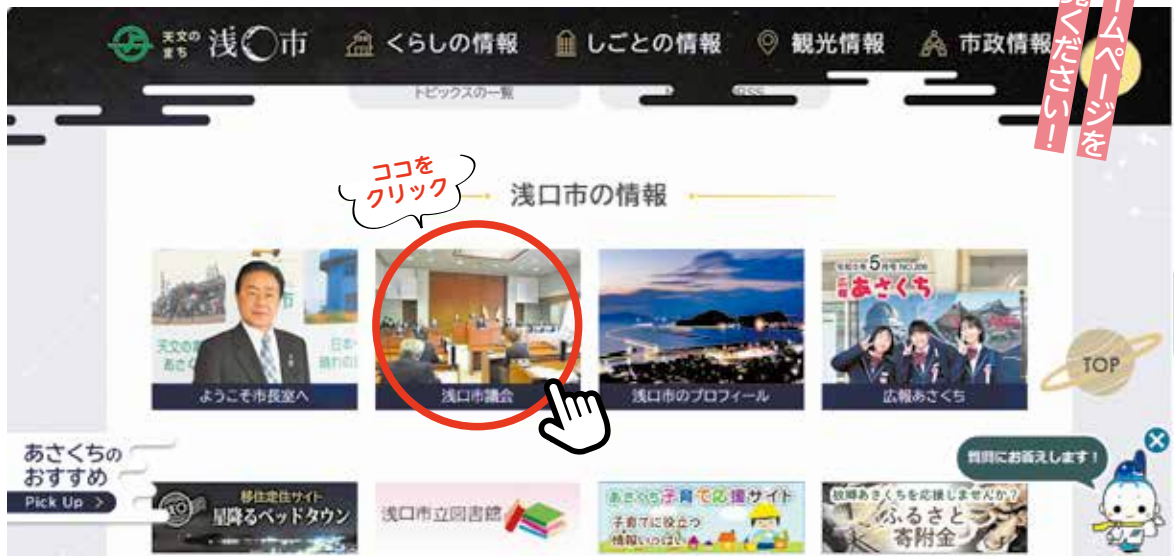 ームページを
覧ください！
天文の
まち
浅〇市
くらしの情報
しごとの情報
観光情報
市政情報
トピックスの一覧
RSS
ココを
クリック
浅口市の情報
ようこそ市長室へ
浅口市議会
浅口市のプロフィール
5月号
広報
あさくち
広報あさくち
TOP
あさくちの
おすすめ
Pick Up >
質問にお答えします！
移住定住サイト
星降るベッドタウン
浅口市立図書館
あさくち子育て応援サイト
子育てに役立つ
情報いっぱい
故郷あさくちを応援しませんか？
ふるさと
寄附金